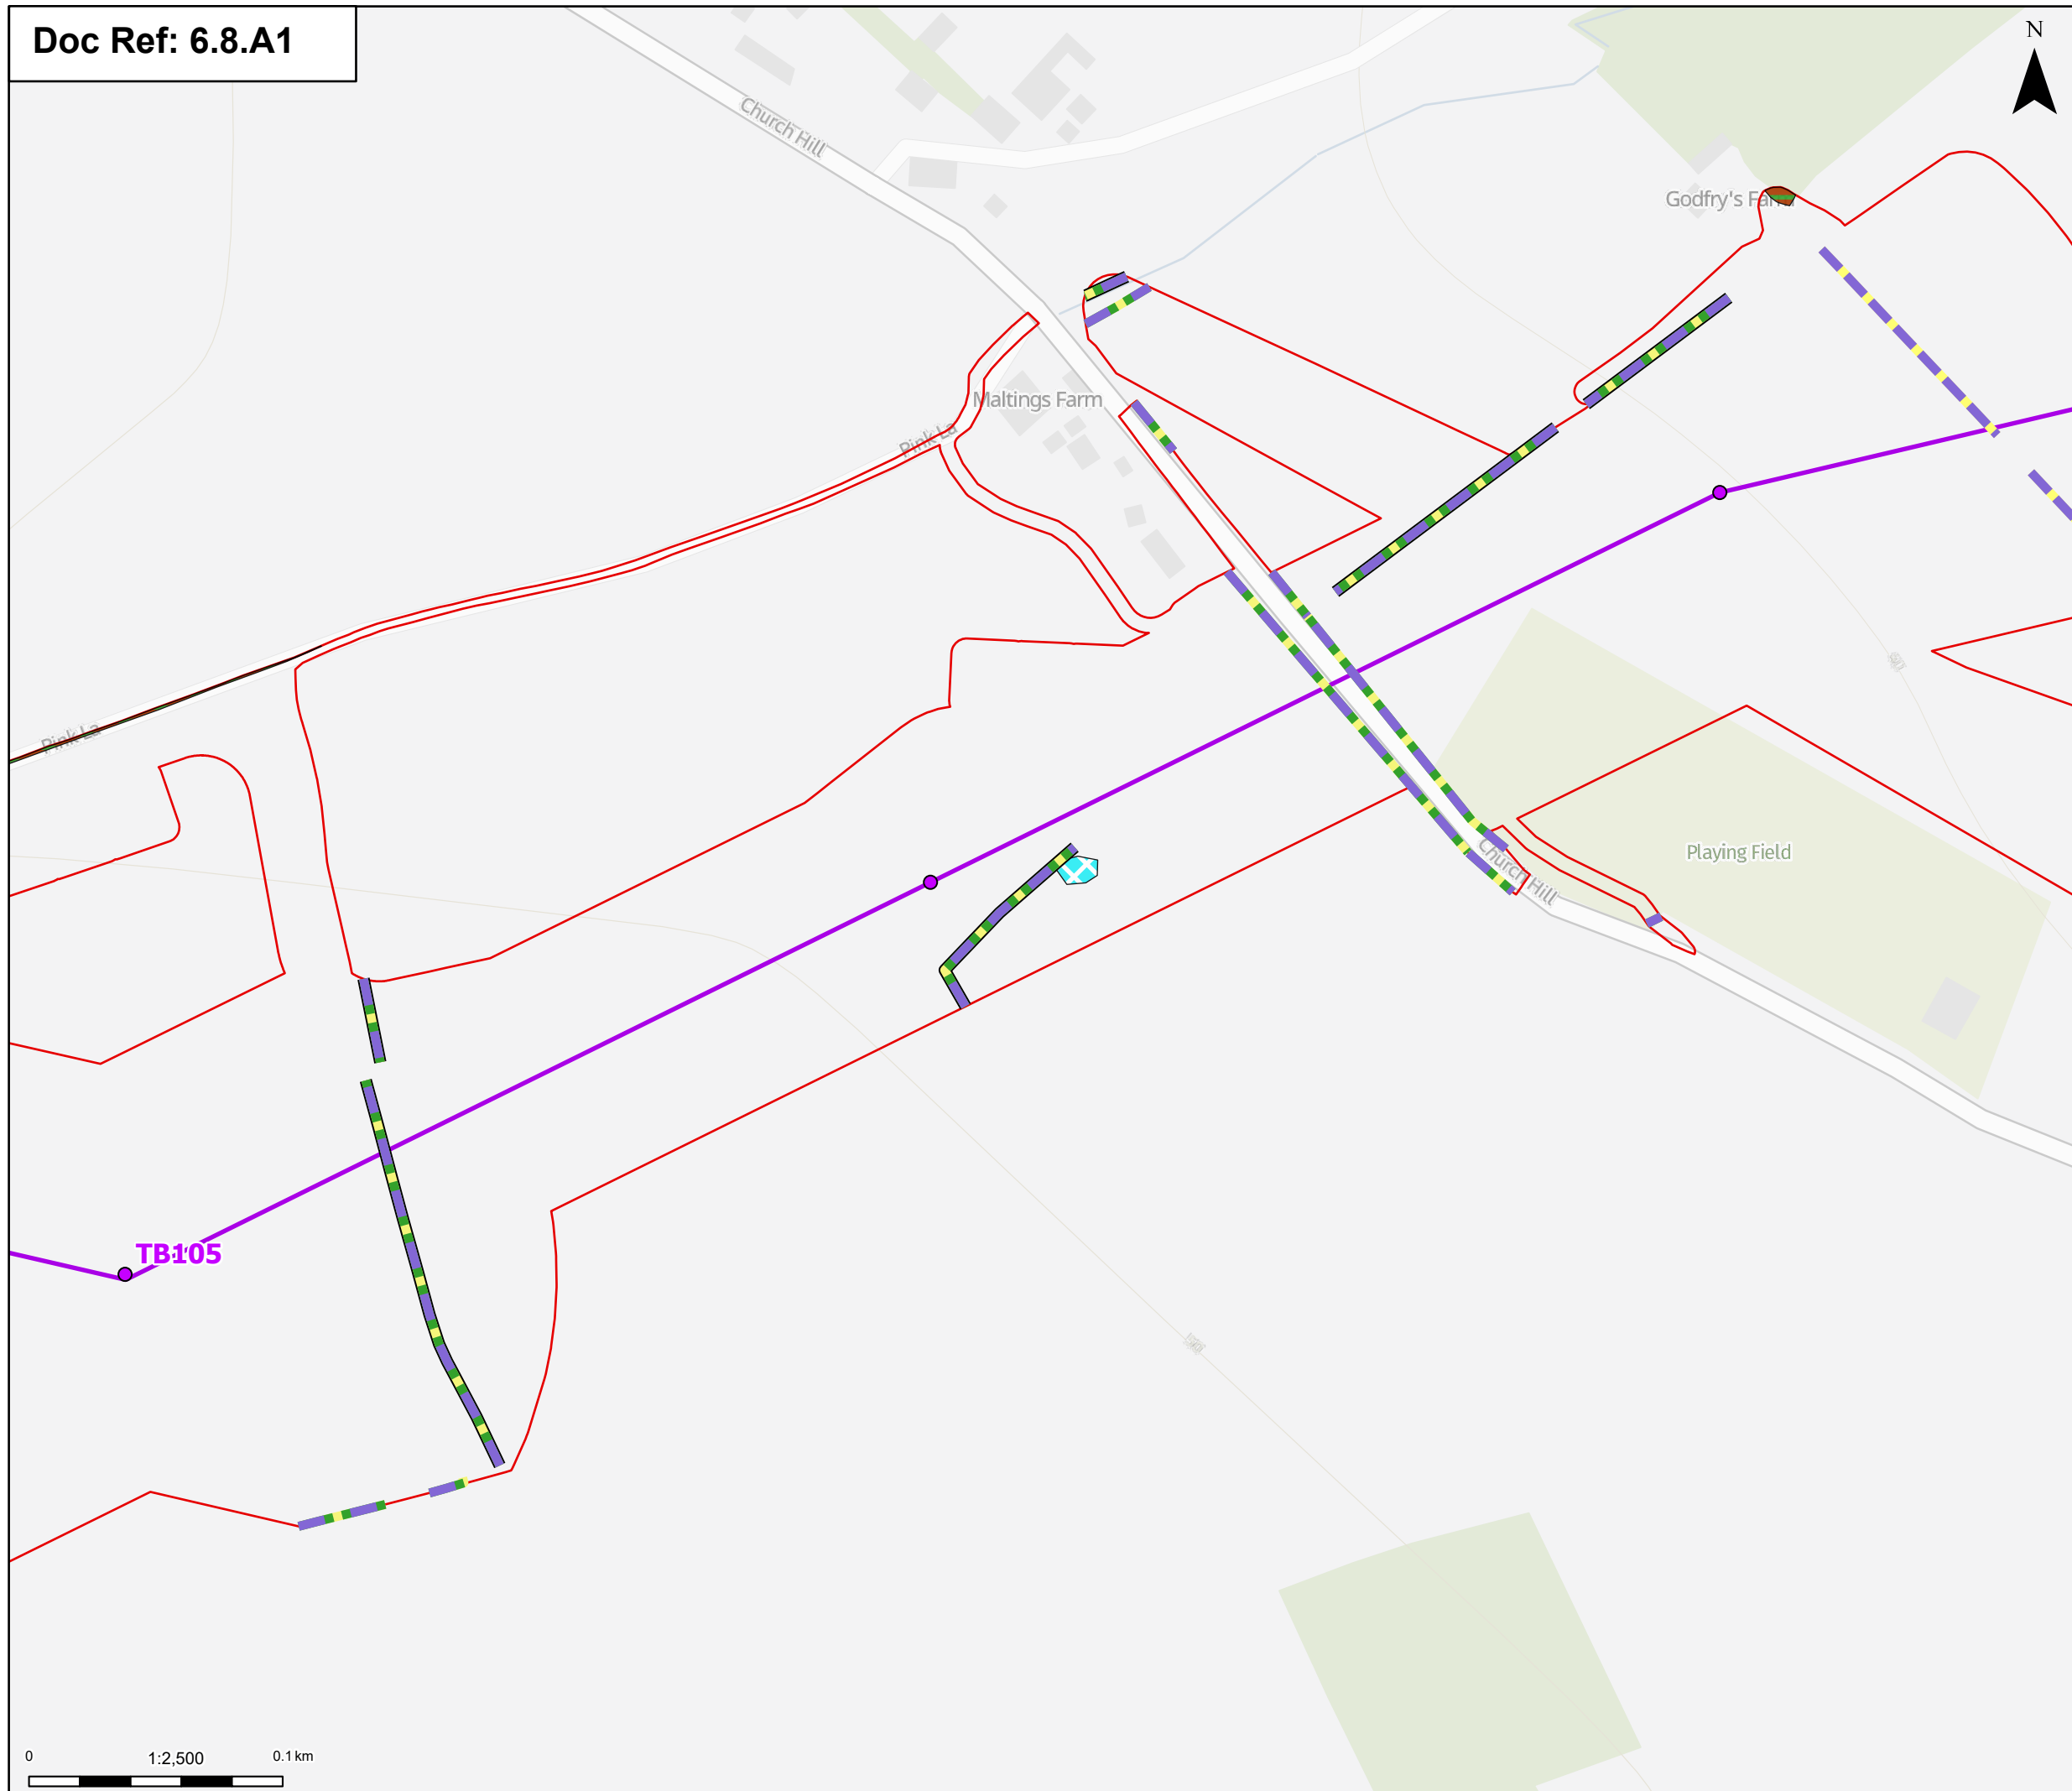 Doc Ref: 6.8.A1
N
Church Hill
Godfry's Farm
Maltings Farm
Pink La
60
Pink La
Playing Field
Church Hill
TB105
0
1:2,500
0.1 km